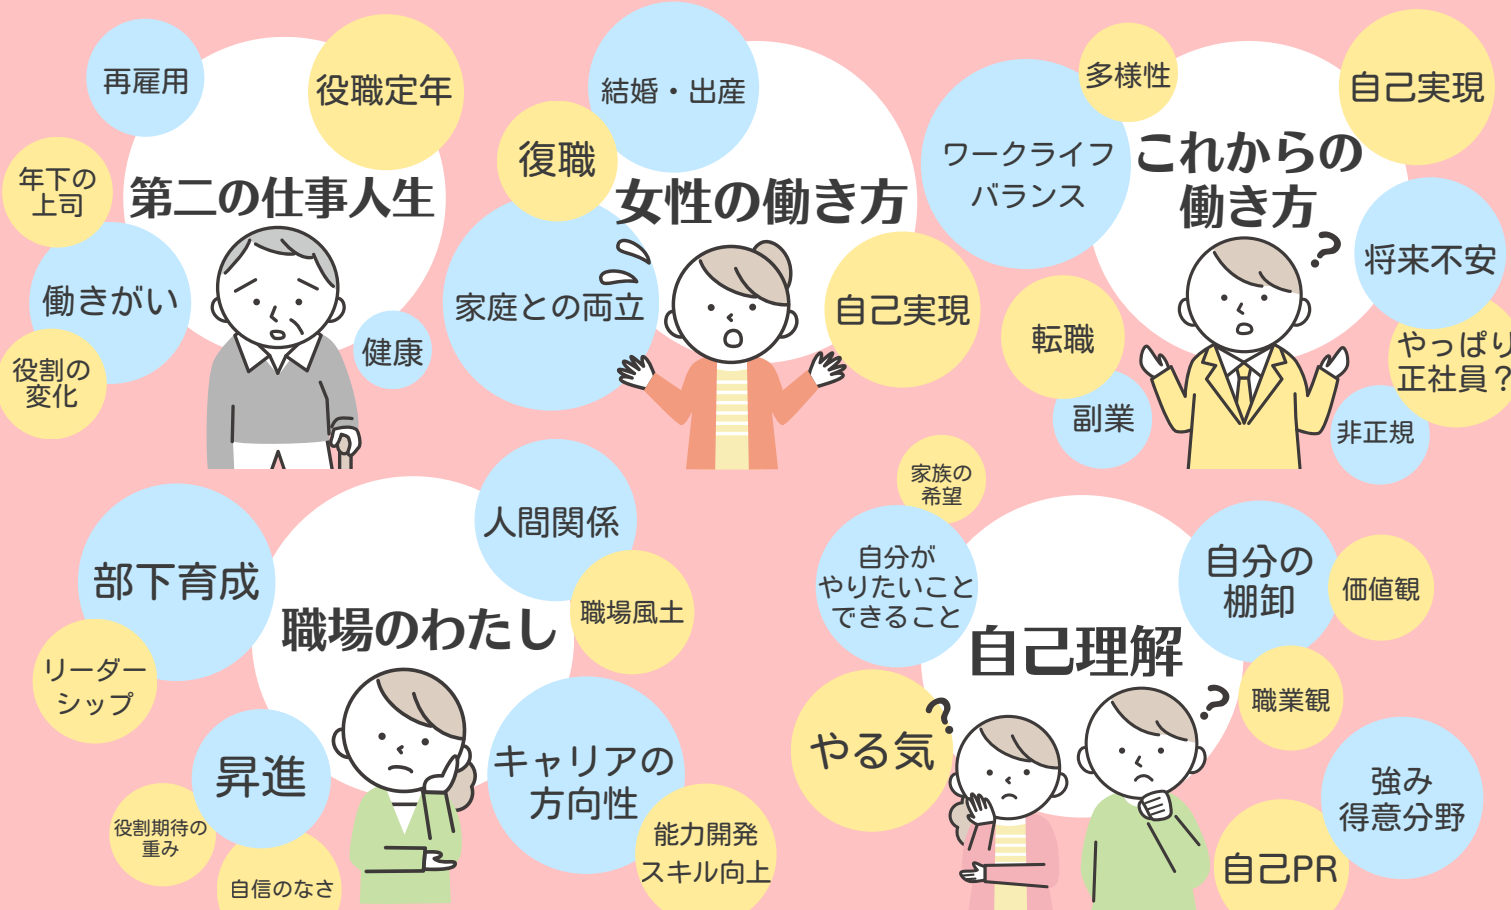 再雇用
役職定年
年下の
上司
第二の仕事人生
働きがい
役割の
変化
健康
結婚・出産
復職
女性の働き方
家庭との両立
自己実現
多様性
自己実現
ワークライフ
バランス
これからの
働き方
?
将来不安
転職
やっぱり
正社員？
副業
非正規
人間関係
部下育成
職場風土
職場のわたし
リーダー
シップ
昇進
キャリアの
方向性
役割期待の
重み
自信のなさ
能力開発
スキル向上
家族の
希望
自分が
やりたいこと
できること
自分の
棚卸
価値観
自己理解
職業観
?
?
やる気
強み
得意分野
自己PR